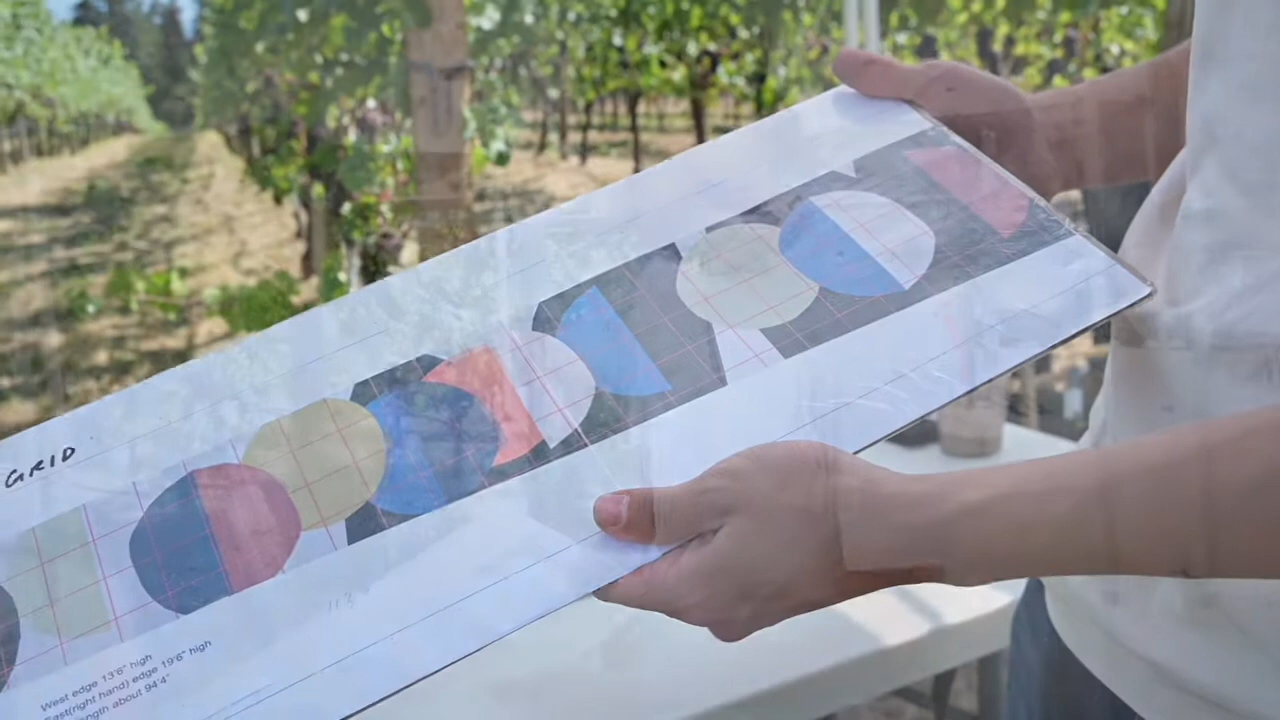 GRID
West edge 13'6" high
East(right hand) edge 19'6" high
ngth about 94'4"